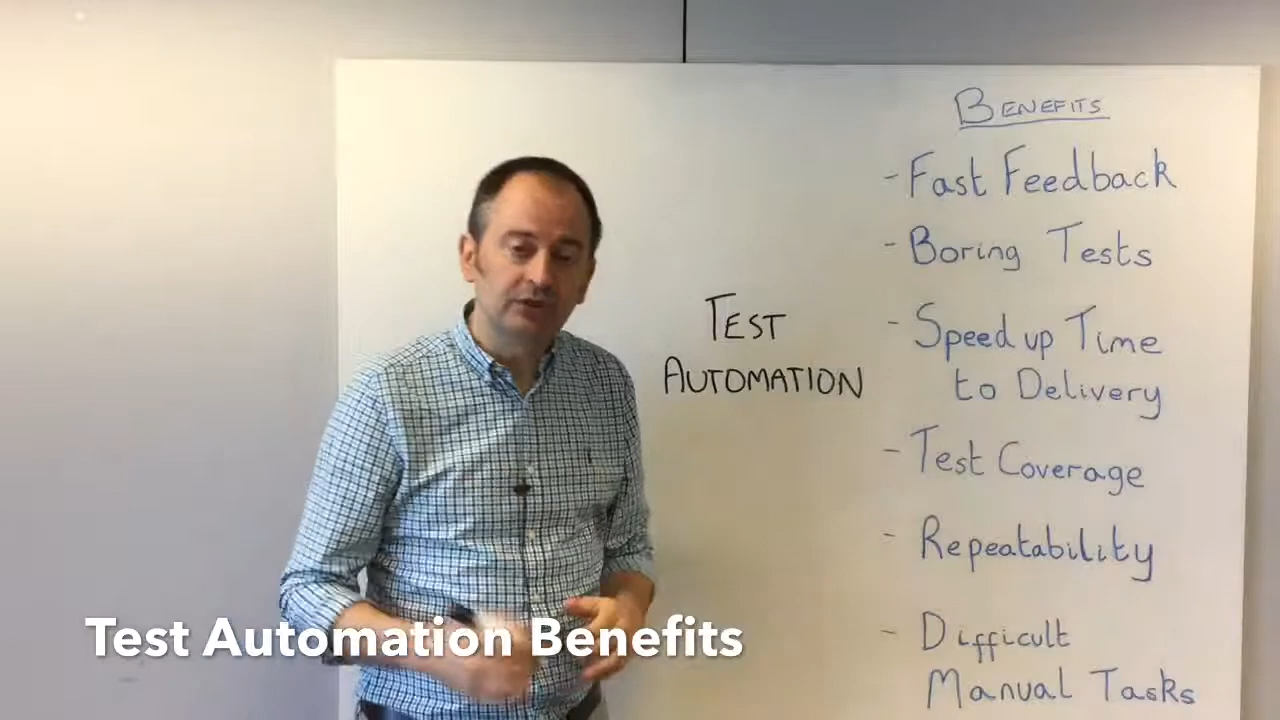 BENEFITS
- Fast Feedback
- Boring Tests
- Speed up Time
to Delivery
- Test Coverage
- Repeatability
- Difficult
Manual Tasks
TEST
AUTOMATION
Test Automation Benefits